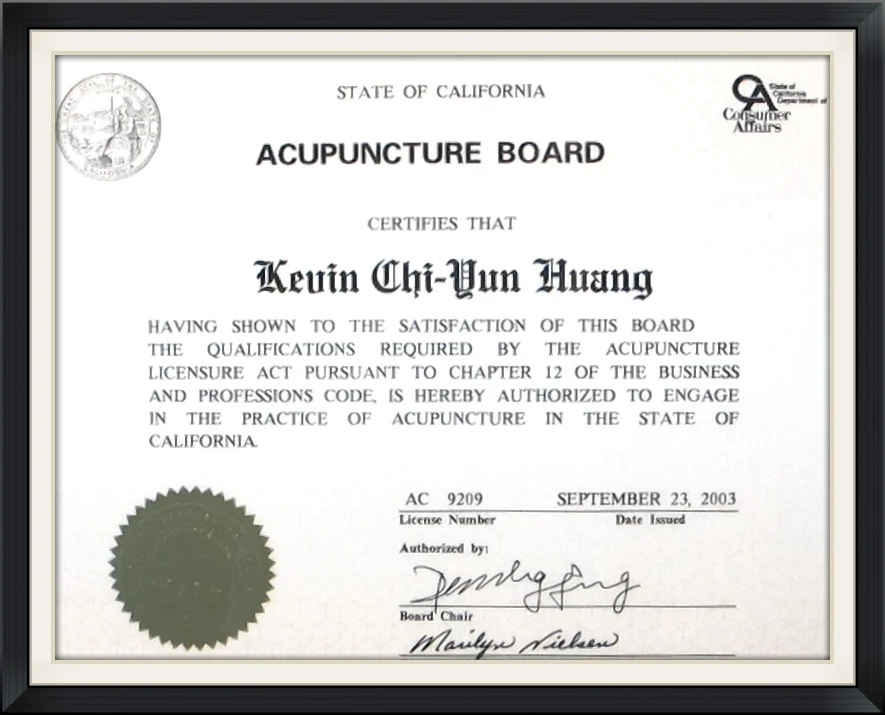 STATE OF CALIFORNIA
State of
California
Department of
Consumer
Affairs
ACUPUNCTURE BOARD
CERTIFIES THAT
Kevin Chi-Yun Huang
HAVING SHOWN TO THE SATISFACTION OF THIS BOARD
THE QUALIFICATIONS REQUIRED BY THE ACUPUNCTURE
LICENSURE ACT PURSUANT TO CHAPTER 12 OF THE BUSINESS
AND PROFESSIONS CODE, IS HEREBY AUTHORIZED TO ENGAGE
IN THE PRACTICE OF ACUPUNCTURE IN THE STATE OF
CALIFORNIA.
AC 9209 SEPTEMBER 23, 2003
License Number Date Issued
Authorized by:
Board Chair
Marilyn Nielsen